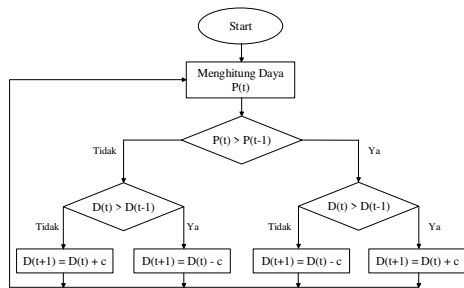 Start
Menghitung Daya
P(t)
P(t) > P(t-1)
Tidak
Ya
D(t) > D(t-1)
D(t) > D(t-1)
Tidak
Ya
Tidak
Ya
D(t+1) = D(t) + c
D(t+1) = D(t) - c
D(t+1) = D(t) - c
D(t+1) = D(t) + c